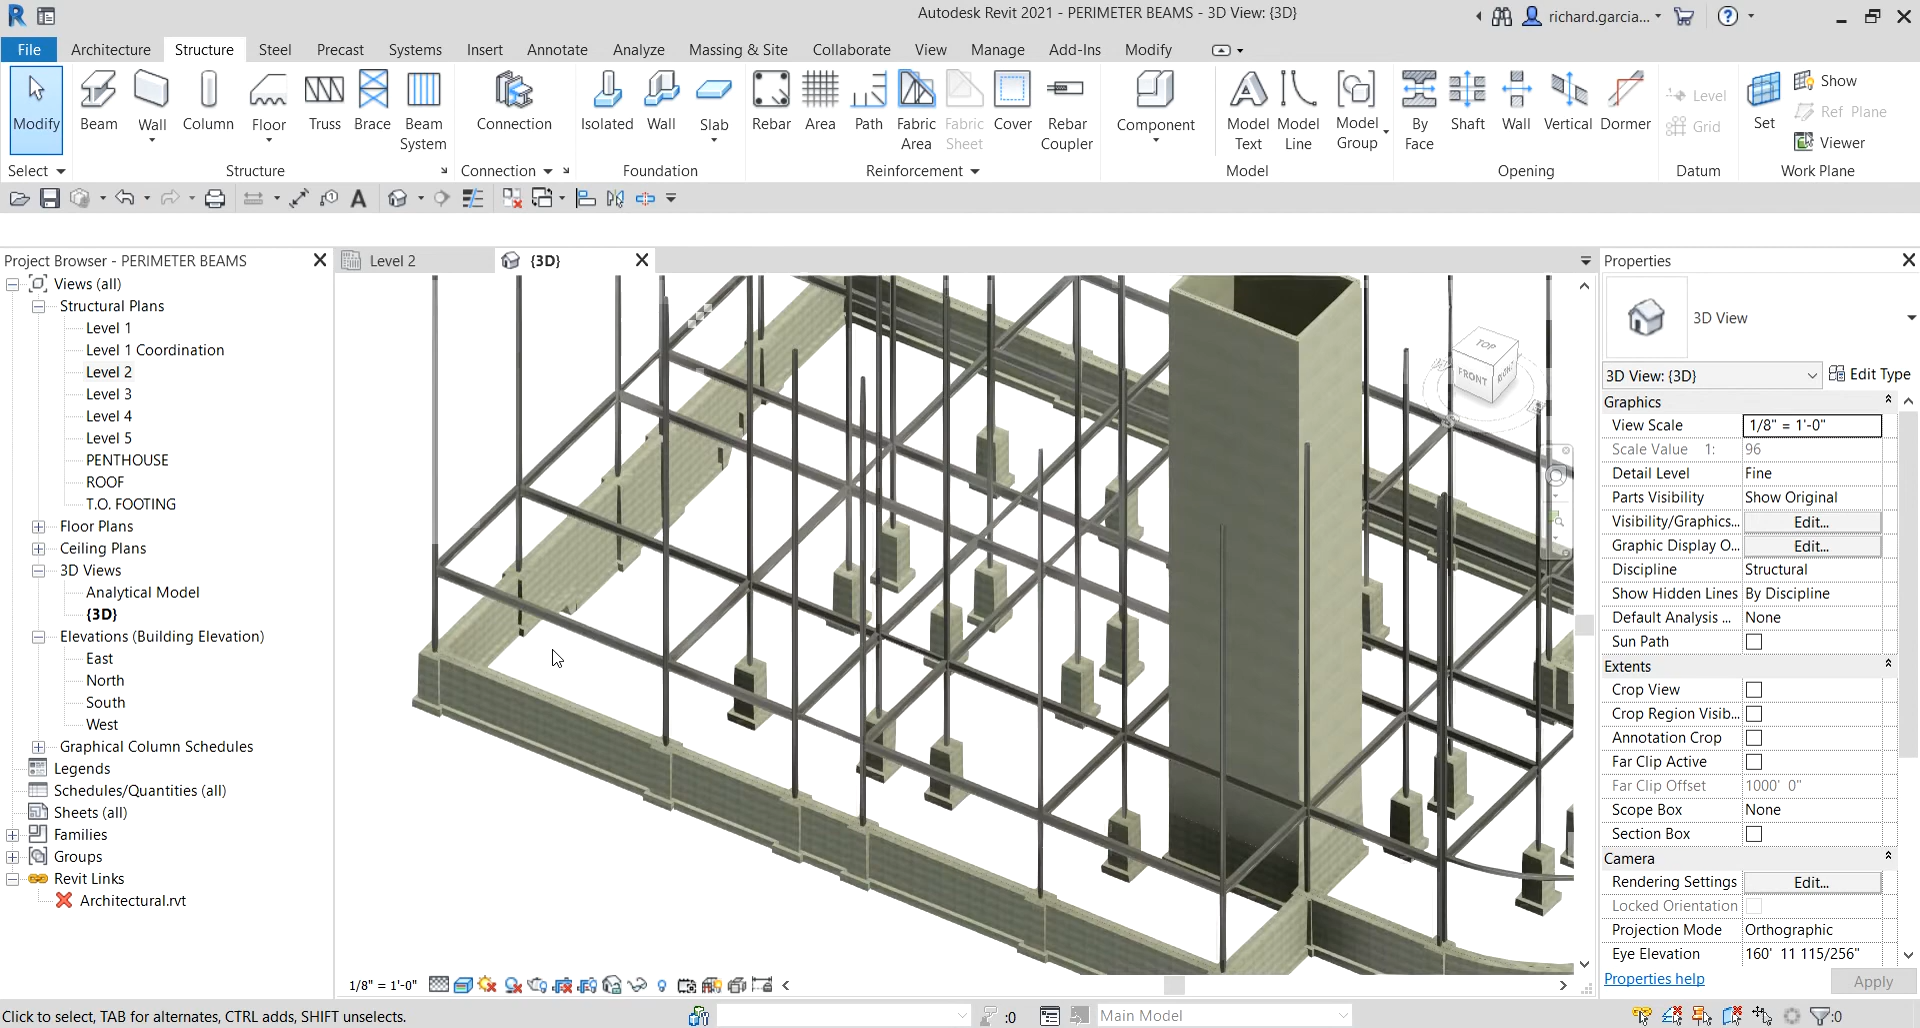 Autodesk Revit 2021 - PERIMETER BEAMS - 3D View: {3D}
richard.garcia...
File Architecture Structure Steel Precast Systems Insert Annotate Analyze Massing & Site Collaborate View Manage Add-Ins Modify
Modify Beam Wall Column Floor Truss Brace Beam System Connection Isolated Wall Slab Rebar Area Path Fabric Area Fabric Sheet Cover Rebar Coupler Component Model Text Model Line Model Group By Face Shaft Wall Vertical Dormer Level Grid Set Show Ref Plane Viewer
Select Structure Connection Foundation Reinforcement Model Opening Datum Work Plane
Project Browser - PERIMETER BEAMS
Views (all)
Structural Plans
Level 1
Level 1 Coordination
Level 2
Level 3
Level 4
Level 5
PENTHOUSE
ROOF
T.O. FOOTING
Floor Plans
Ceiling Plans
3D Views
Analytical Model
{3D}
Elevations (Building Elevation)
East
North
South
West
Graphical Column Schedules
Legends
Schedules/Quantities (all)
Sheets (all)
Families
Groups
Revit Links
Architectural.rvt
Level 2 {3D}
TOP
FRONT
Properties
3D View
3D View: {3D} Edit Type
Graphics
View Scale 1/8" = 1'-0"
Scale Value 1: 96
Detail Level Fine
Parts Visibility Show Original
Visibility/Graphics... Edit...
Graphic Display O... Edit...
Discipline Structural
Show Hidden Lines By Discipline
Default Analysis ... None
Sun Path
Extents
Crop View
Crop Region Visib...
Annotation Crop
Far Clip Active
Far Clip Offset 1000' 0"
Scope Box None
Section Box
Camera
Rendering Settings Edit...
Locked Orientation
Projection Mode Orthographic
Eye Elevation 160' 11 115/256"
Properties help Apply
1/8" = 1'-0"
Click to select, TAB for alternates, CTRL adds, SHIFT unselects.
:0
Main Model
:0